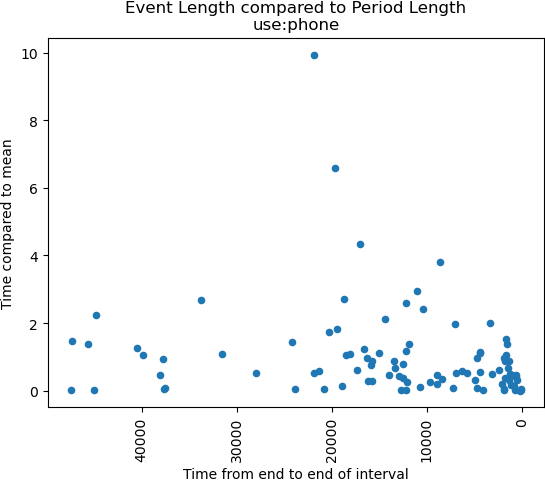 Event Length compared to Period Length
use:phone
Time compared to mean
10
8
6
4
2
0
40000
30000
20000
10000
0
Time from end to end of interval